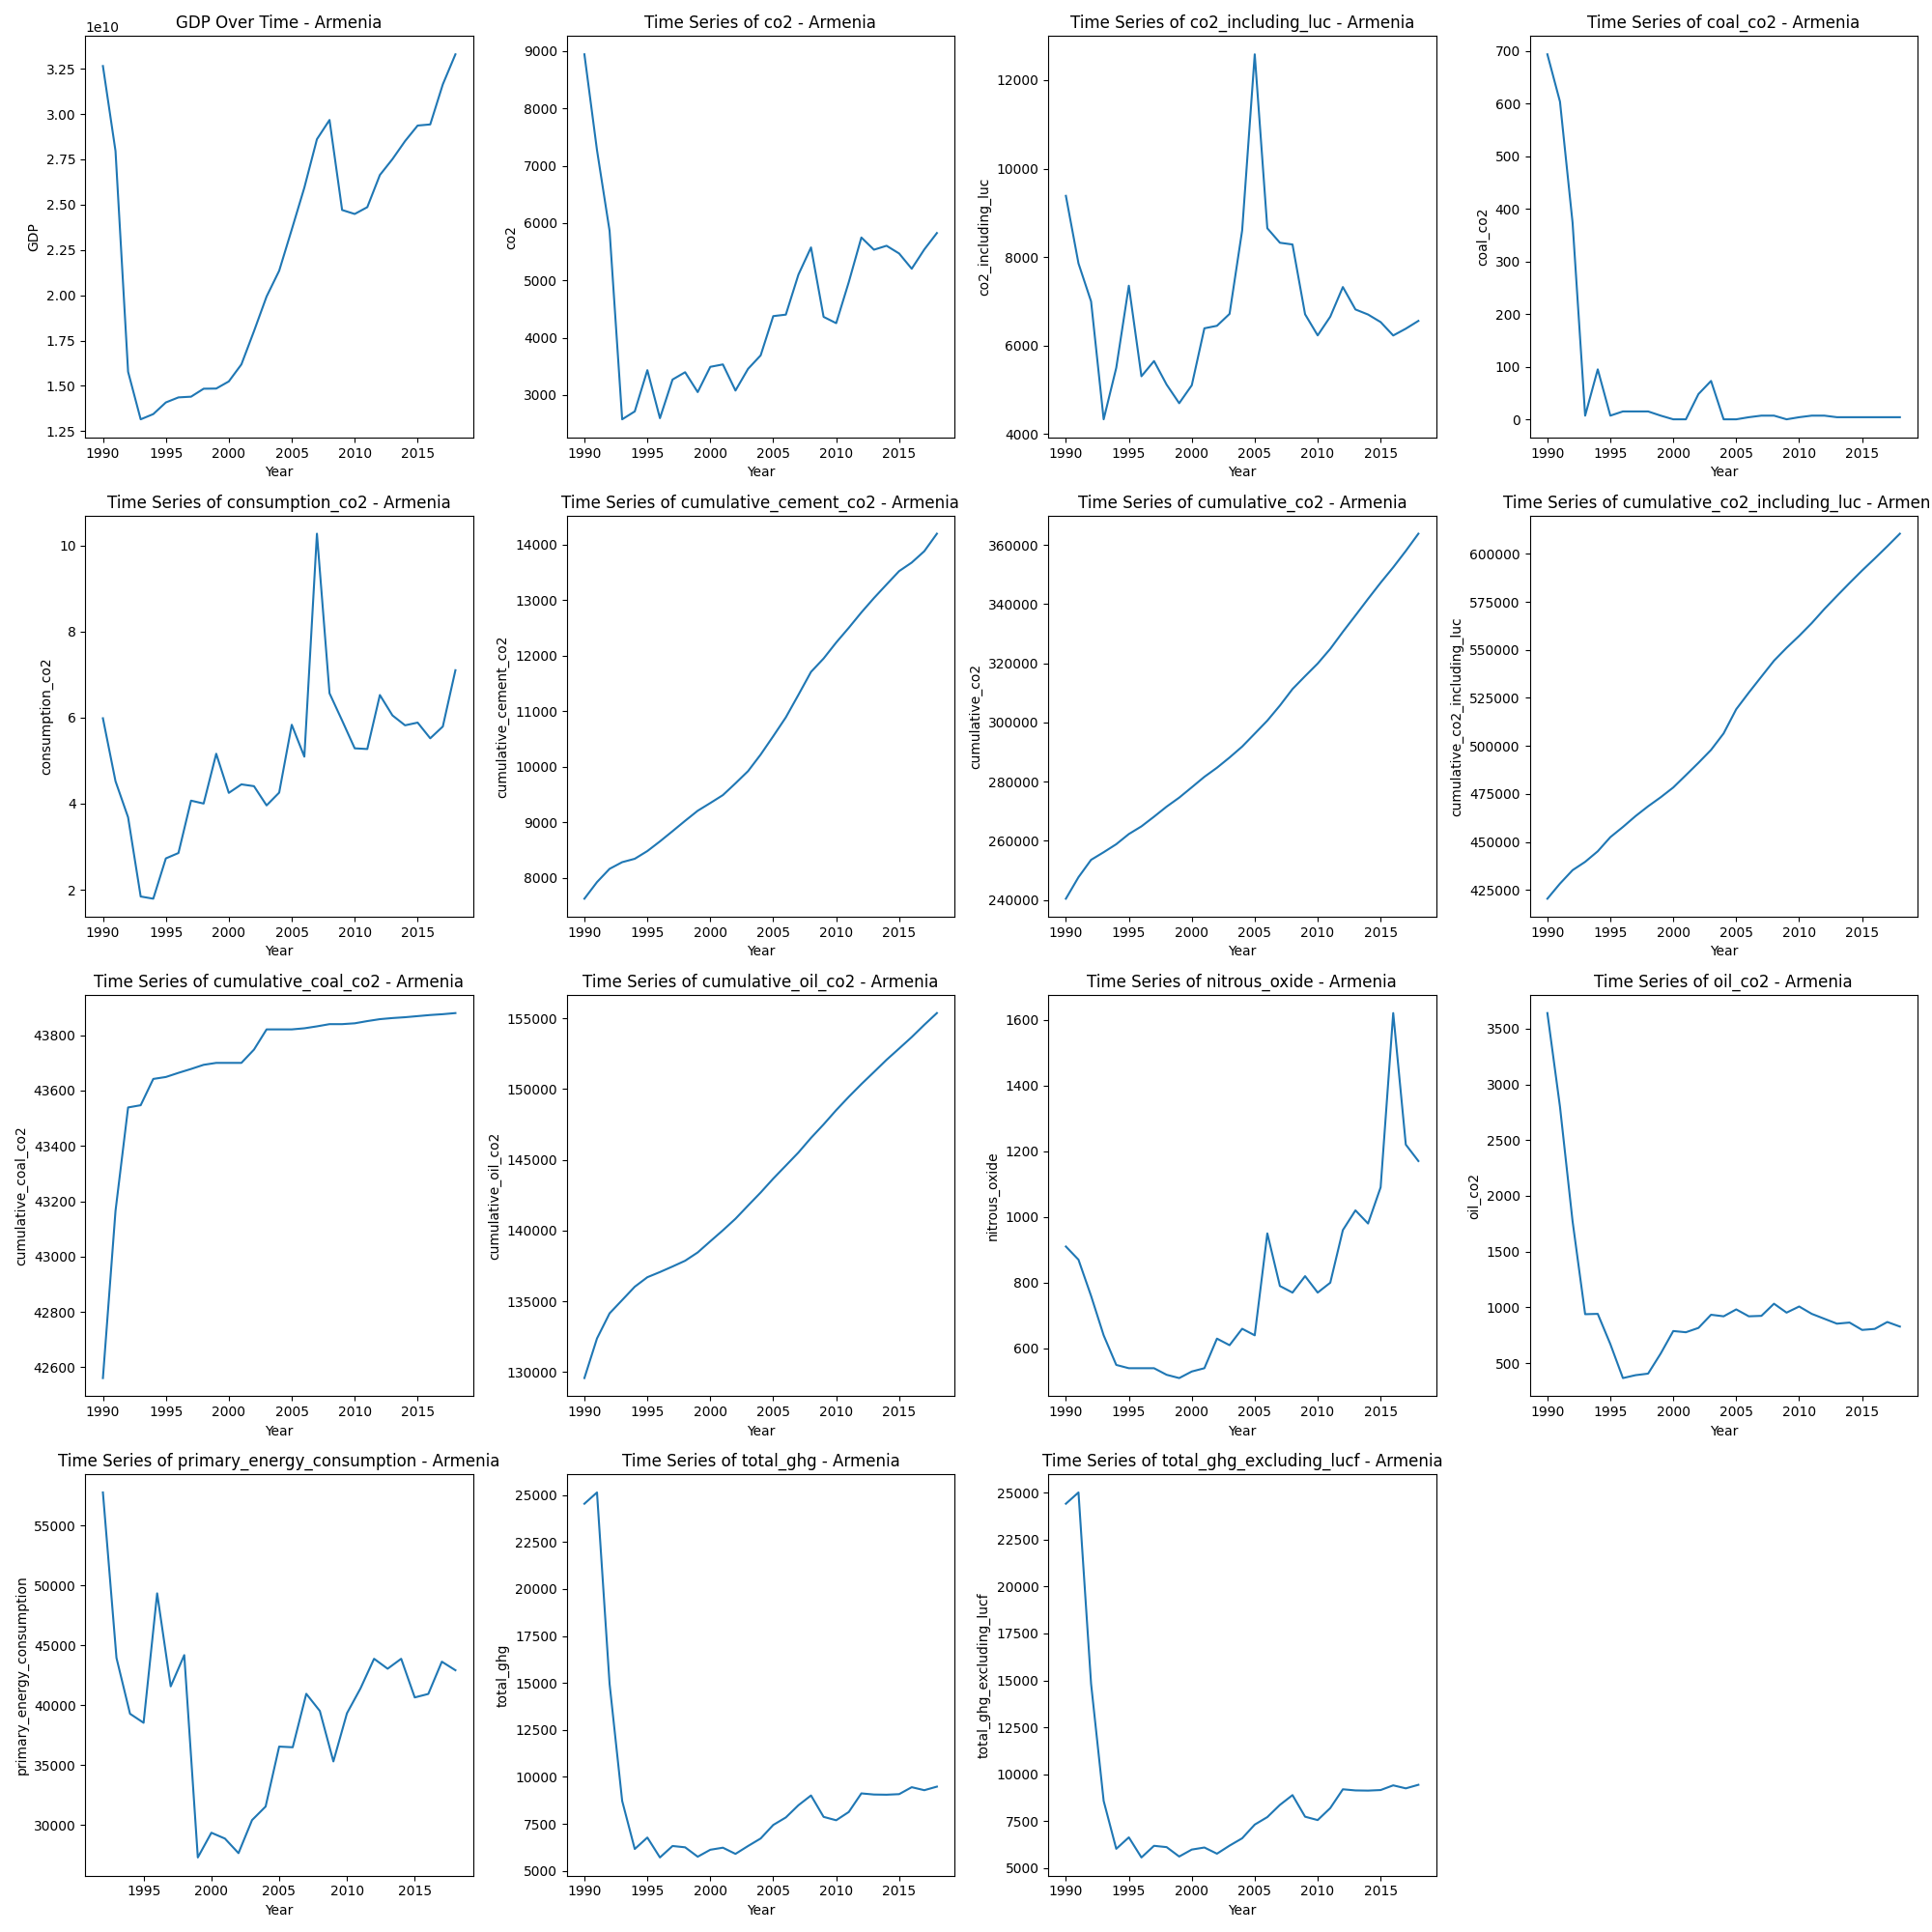 GDP Over Time - Armenia
1e10
3.25
3.00
2.75
2.50
2.25
2.00
1.75
1.50
1.25
GDP
1990 1995 2000 2005 2010 2015
Year
Time Series of co2 - Armenia
9000
8000
7000
6000
5000
4000
3000
co2
1990 1995 2000 2005 2010 2015
Year
Time Series of co2_including_luc - Armenia
12000
10000
8000
6000
4000
co2_including_luc
1990 1995 2000 2005 2010 2015
Year
Time Series of coal_co2 - Armenia
700
600
500
400
300
200
100
0
coal_co2
1990 1995 2000 2005 2010 2015
Year
Time Series of consumption_co2 - Armenia
10
8
6
4
2
consumption_co2
1990 1995 2000 2005 2010 2015
Year
Time Series of cumulative_cement_co2 - Armenia
14000
13000
12000
11000
10000
9000
8000
cumulative_cement_co2
1990 1995 2000 2005 2010 2015
Year
Time Series of cumulative_co2 - Armenia
360000
340000
320000
300000
280000
260000
240000
cumulative_co2
1990 1995 2000 2005 2010 2015
Year
Time Series of cumulative_co2_including_luc - Armen
600000
575000
550000
525000
500000
475000
450000
425000
cumulative_co2_including_luc
1990 1995 2000 2005 2010 2015
Year
Time Series of cumulative_coal_co2 - Armenia
43800
43600
43400
43200
43000
42800
42600
cumulative_coal_co2
1990 1995 2000 2005 2010 2015
Year
Time Series of cumulative_oil_co2 - Armenia
155000
150000
145000
140000
135000
130000
cumulative_oil_co2
1990 1995 2000 2005 2010 2015
Year
Time Series of nitrous_oxide - Armenia
1600
1400
1200
1000
800
600
nitrous_oxide
1990 1995 2000 2005 2010 2015
Year
Time Series of oil_co2 - Armenia
3500
3000
2500
2000
1500
1000
500
oil_co2
1990 1995 2000 2005 2010 2015
Year
Time Series of primary_energy_consumption - Armenia
55000
50000
45000
40000
35000
30000
primary_energy_consumption
1995 2000 2005 2010 2015
Year
Time Series of total_ghg - Armenia
25000
22500
20000
17500
15000
12500
10000
7500
5000
total_ghg
1990 1995 2000 2005 2010 2015
Year
Time Series of total_ghg_excluding_lucf - Armenia
25000
22500
20000
17500
15000
12500
10000
7500
5000
total_ghg_excluding_lucf
1990 1995 2000 2005 2010 2015
Year